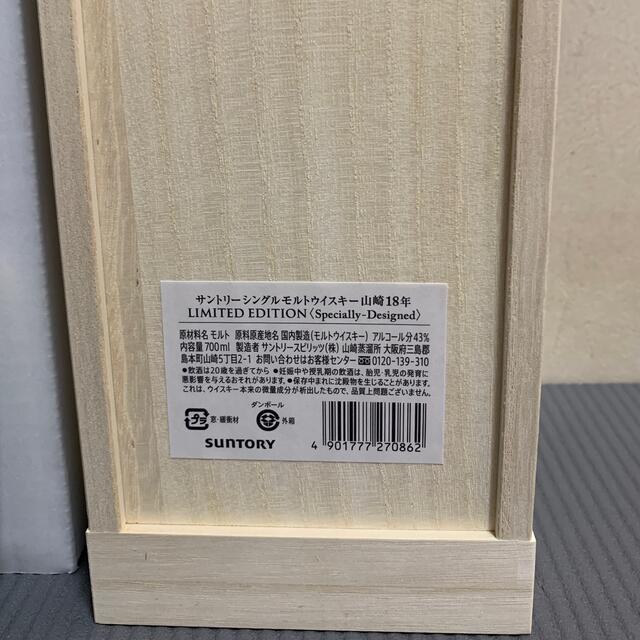 サントリーシングルモルトウイスキー山崎18年
LIMITED EDITION〈Specially-Designed〉
原材料名 モルト 原料原産地名 国内製造(モルトウイスキー) アルコール分43%
内容量700ml 製造者 サントリースピリッツ(株) 山崎蒸溜所 大阪府三島郡
島本町山崎5丁目2-1 お問い合わせはお客様センター 0120-139-310
●飲酒は20歳を過ぎてから ●妊娠中や授乳期の飲酒は、胎児・乳児の発育に
悪影響を与えるおそれがあります。●保存中まれに沈殿物を生じることがあります。
これは、ウイスキー本来の微量成分が析出したもので、品質上問題ございません。
ダンボール
プラ 窓・緩衝材 外箱
SUNTORY
4 901777 270862